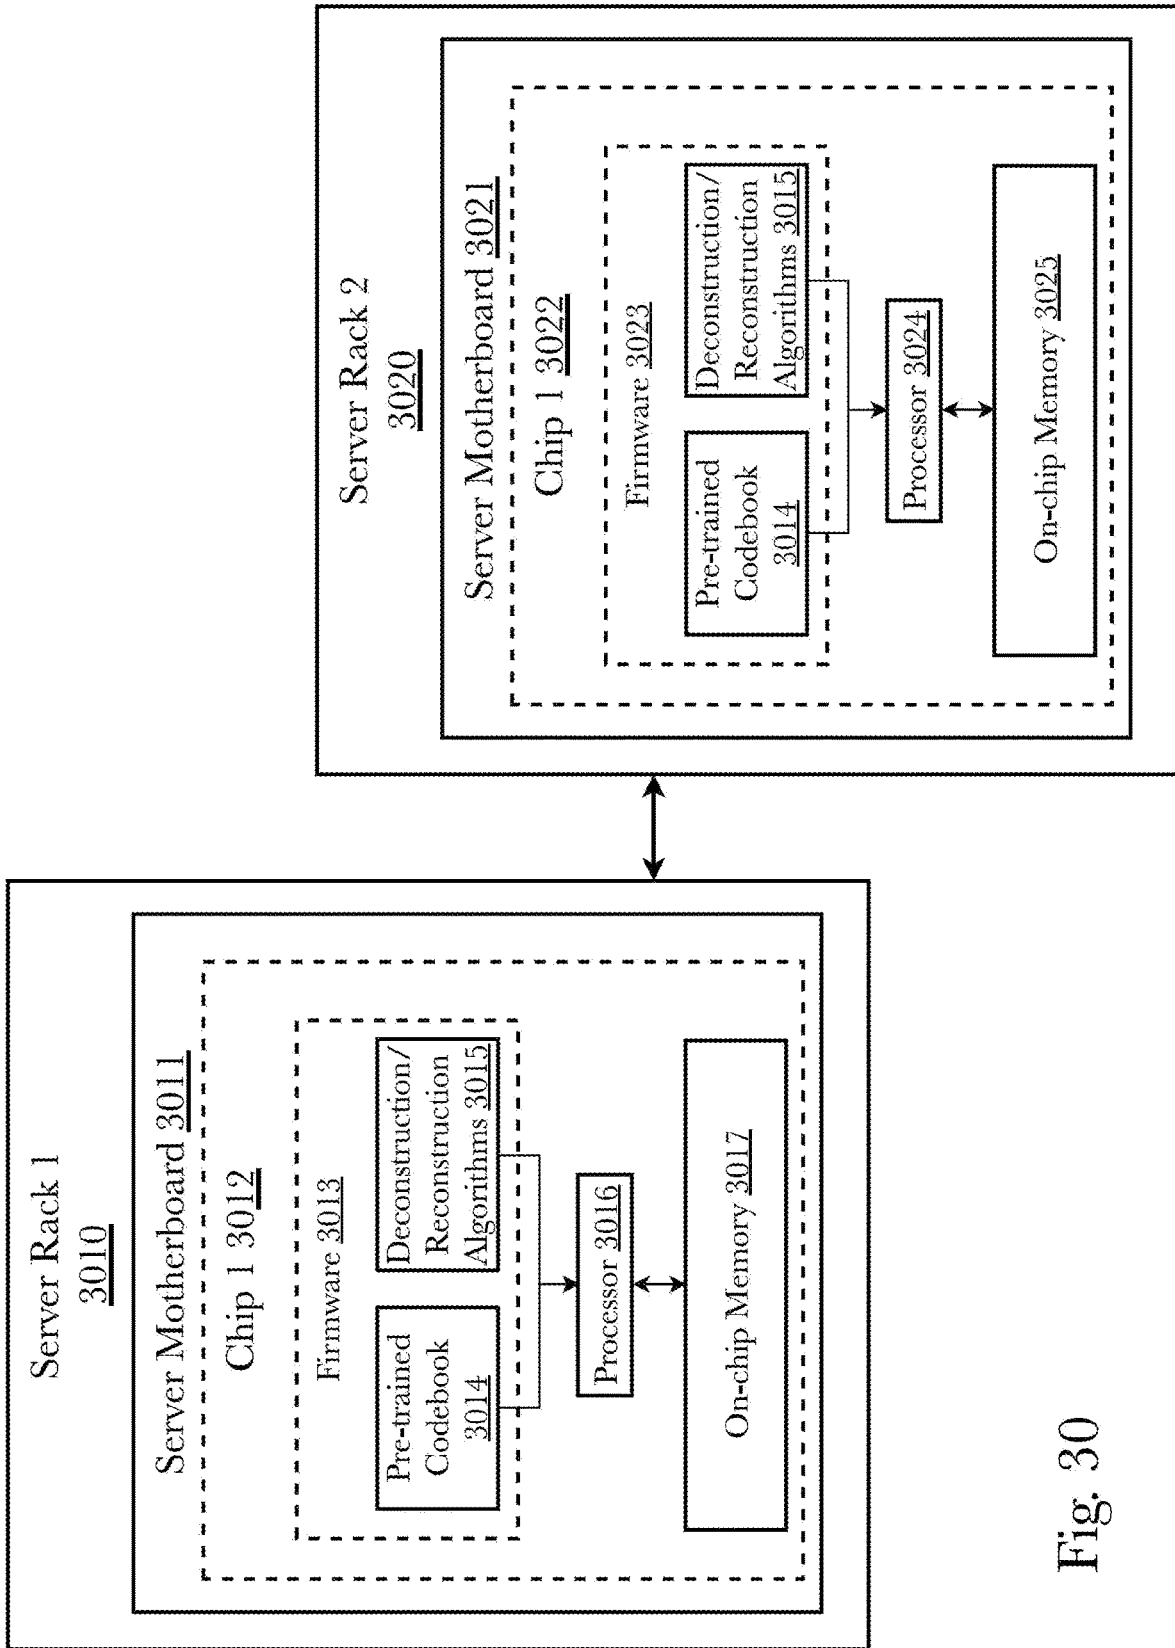 Server Rack 1
3010
Server Motherboard 3011
Chip 1 3012
Firmware 3013
Pre-trained
Codebook
3014
Deconstruction/
Reconstruction
Algorithms 3015
Processor 3016
On-chip Memory 3017
Server Rack 2
3020
Server Motherboard 3021
Chip 1 3022
Firmware 3023
Pre-trained
Codebook
3014
Deconstruction/
Reconstruction
Algorithms 3015
Processor 3024
On-chip Memory 3025
Fig. 30